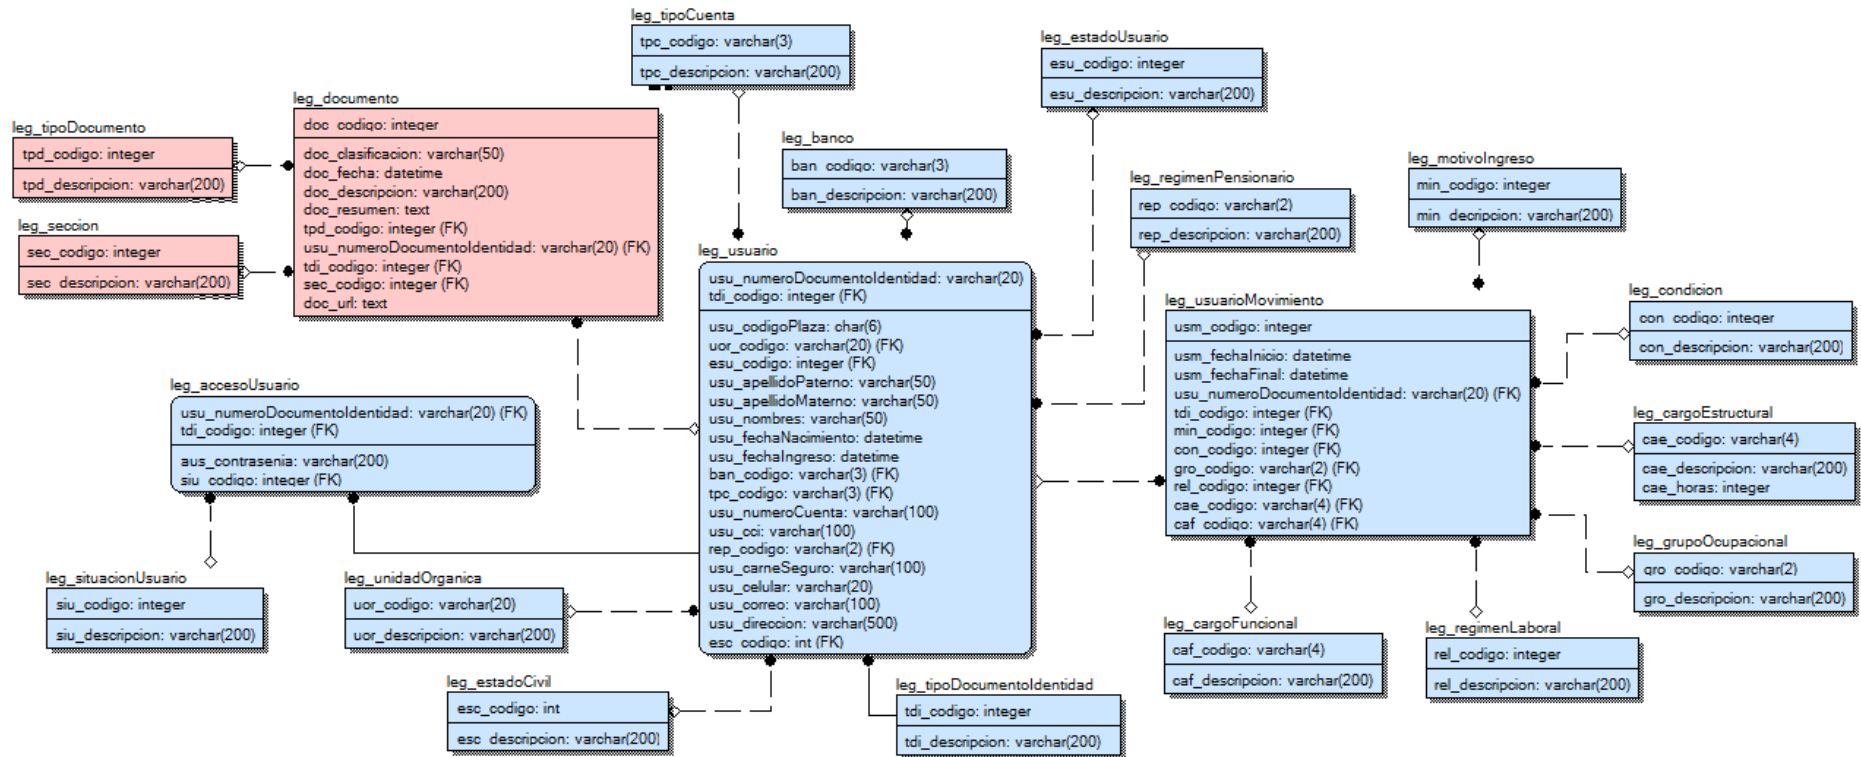 leg_tipoCuenta
tpc_codigo: varchar(3)
tpc_descripcion: varchar(200)
leg_estadoUsuario
esu_codigo: integer
esu_descripcion: varchar(200)
leg_documento
doc_codigo: integer
doc_clasificacion: varchar(50)
doc_fecha: datetime
doc_descripcion: varchar(200)
doc_resumen: text
tpd_codigo: integer (FK)
usu_numeroDocumentoIdentidad: varchar(20) (FK)
tdi_codigo: integer (FK)
sec_codigo: integer (FK)
doc_url: text
leg_tipoDocumento
tpd_codigo: integer
tpd_descripcion: varchar(200)
leg_seccion
sec_codigo: integer
sec_descripcion: varchar(200)
leg_banco
ban_codigo: varchar(3)
ban_descripcion: varchar(200)
leg_regimenPensionario
rep_codigo: varchar(2)
rep_descripcion: varchar(200)
leg_motivoIngreso
min_codigo: integer
min_decripcion: varchar(200)
leg_usuario
usu_numeroDocumentoIdentidad: varchar(20)
tdi_codigo: integer (FK)
usu_codigoPlaza: char(6)
uor_codigo: varchar(20) (FK)
esu_codigo: integer (FK)
usu_apellidoPaterno: varchar(50)
usu_apellidoMaterno: varchar(50)
usu_nombres: varchar(50)
usu_fechaNacimiento: datetime
usu_fechaIngreso: datetime
ban_codigo: varchar(3) (FK)
tpc_codigo: varchar(3) (FK)
usu_numeroCuenta: varchar(100)
usu_cci: varchar(100)
rep_codigo: varchar(2) (FK)
usu_carneSeguro: varchar(100)
usu_celular: varchar(20)
usu_correo: varchar(100)
usu_direccion: varchar(500)
esc_codigo: int (FK)
leg_usuarioMovimiento
usm_codigo: integer
usm_fechaInicio: datetime
usm_fechaFinal: datetime
usu_numeroDocumentoIdentidad: varchar(20) (FK)
tdi_codigo: integer (FK)
min_codigo: integer (FK)
con_codigo: integer (FK)
gro_codigo: varchar(2) (FK)
rel_codigo: integer (FK)
cae_codigo: varchar(4) (FK)
caf_codigo: varchar(4) (FK)
leg_condicion
con_codigo: integer
con_descripcion: varchar(200)
leg_cargoEstructural
cae_codigo: varchar(4)
cae_descripcion: varchar(200)
cae_horas: integer
leg_grupoOcupacional
gro_codigo: varchar(2)
gro_descripcion: varchar(200)
leg_accesoUsuario
usu_numeroDocumentoIdentidad: varchar(20) (FK)
tdi_codigo: integer (FK)
aus_contrasenia: varchar(200)
siu_codigo: integer (FK)
leg_situacionUsuario
siu_codigo: integer
siu_descripcion: varchar(200)
leg_unidadOrganica
uor_codigo: varchar(20)
uor_descripcion: varchar(200)
leg_cargoFuncional
caf_codigo: varchar(4)
caf_descripcion: varchar(200)
leg_regimenLaboral
rel_codigo: integer
rel_descripcion: varchar(200)
leg_estadoCivil
esc_codigo: int
esc_descripcion: varchar(200)
leg_tipoDocumentoIdentidad
tdi_codigo: integer
tdi_descripcion: varchar(200)